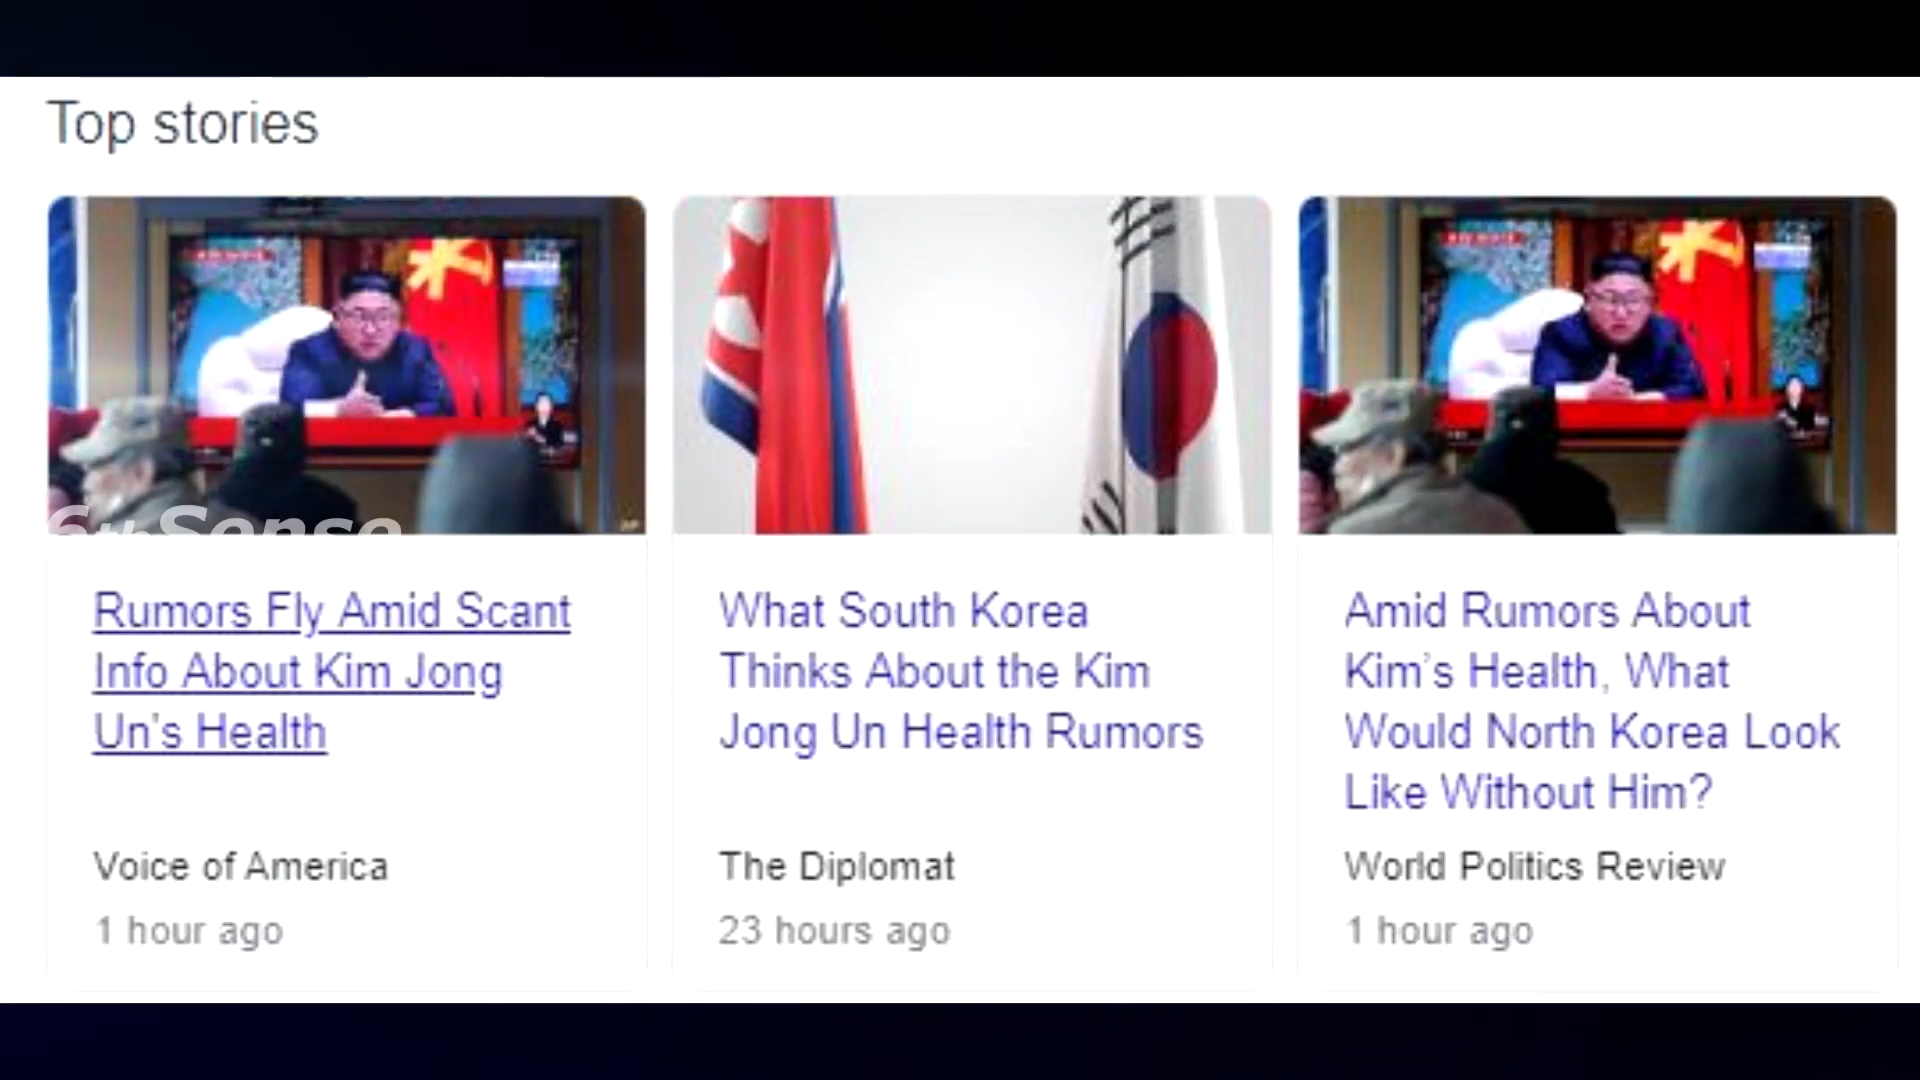 Top stories
6thSense
Rumors Fly Amid Scant
Info About Kim Jong
Un's Health
Voice of America
1 hour ago
What South Korea
Thinks About the Kim
Jong Un Health Rumors
The Diplomat
23 hours ago
Amid Rumors About
Kim's Health, What
Would North Korea Look
Like Without Him?
World Politics Review
1 hour ago